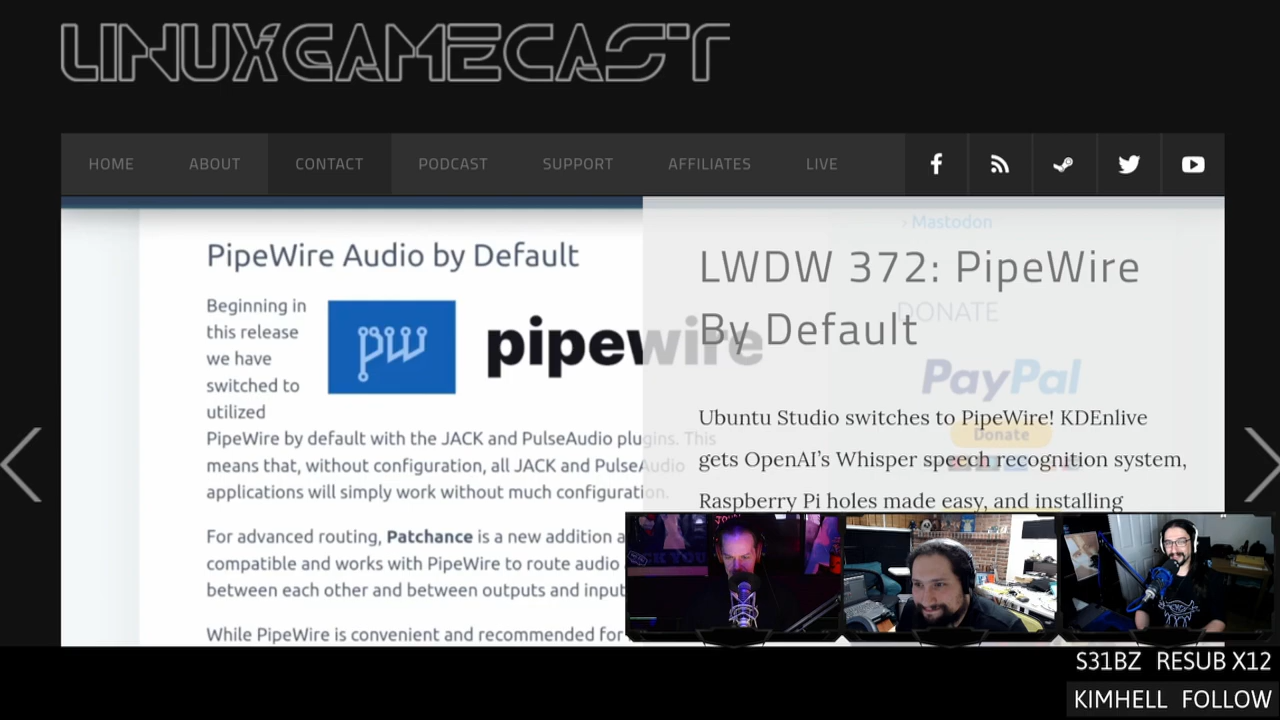 LINUXGAMECAST
HOME ABOUT CONTACT PODCAST SUPPORT AFFILIATES LIVE
PipeWire Audio by Default
Beginning in
this release
we have
switched to
utilized
PipeWire by default with the JACK and PulseAudio plugins. This
means that, without configuration, all JACK and PulseAudio
applications will simply work without much configuration.
For advanced routing, Patchance is a new addition a
compatible and works with PipeWire to route audio
between each other and between outputs and input
While PipeWire is convenient and recommended for
pw pipewire
› Mastodon
LWDW 372: PipeWire
By Default
DONATE
PayPal
Donate
Ubuntu Studio switches to PipeWire! KDEnlive
gets OpenAI’s Whisper speech recognition system,
Raspberry Pi holes made easy, and installing
S31BZ RESUB X12
KIMHELL FOLLOW